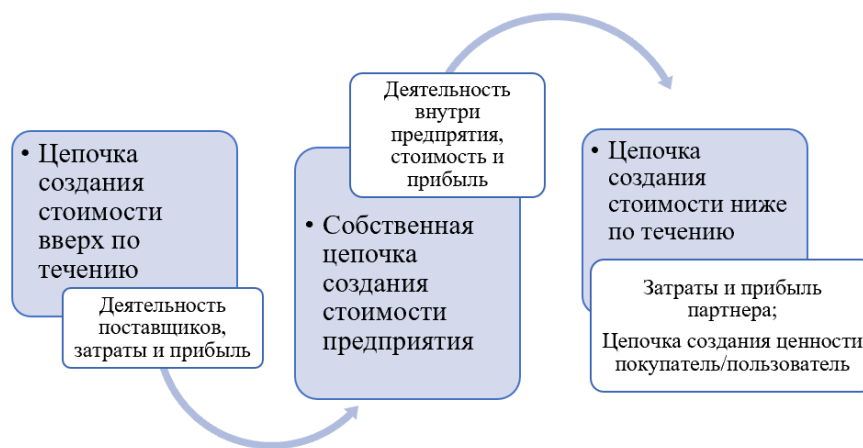 • Цепочка
создания
стоимости
вверх по
течению
Деятельность
поставщиков,
затраты и прибыль
Деятельность
внутри
предпрятия,
стоимость и
прибыль
• Собственная
цепочка
создания
стоимости
предприятия
• Цепочка
создания
стоимости ниже
по течению
Затраты и прибыль
партнера;
Цепочка создания ценности
покупатель/пользователь